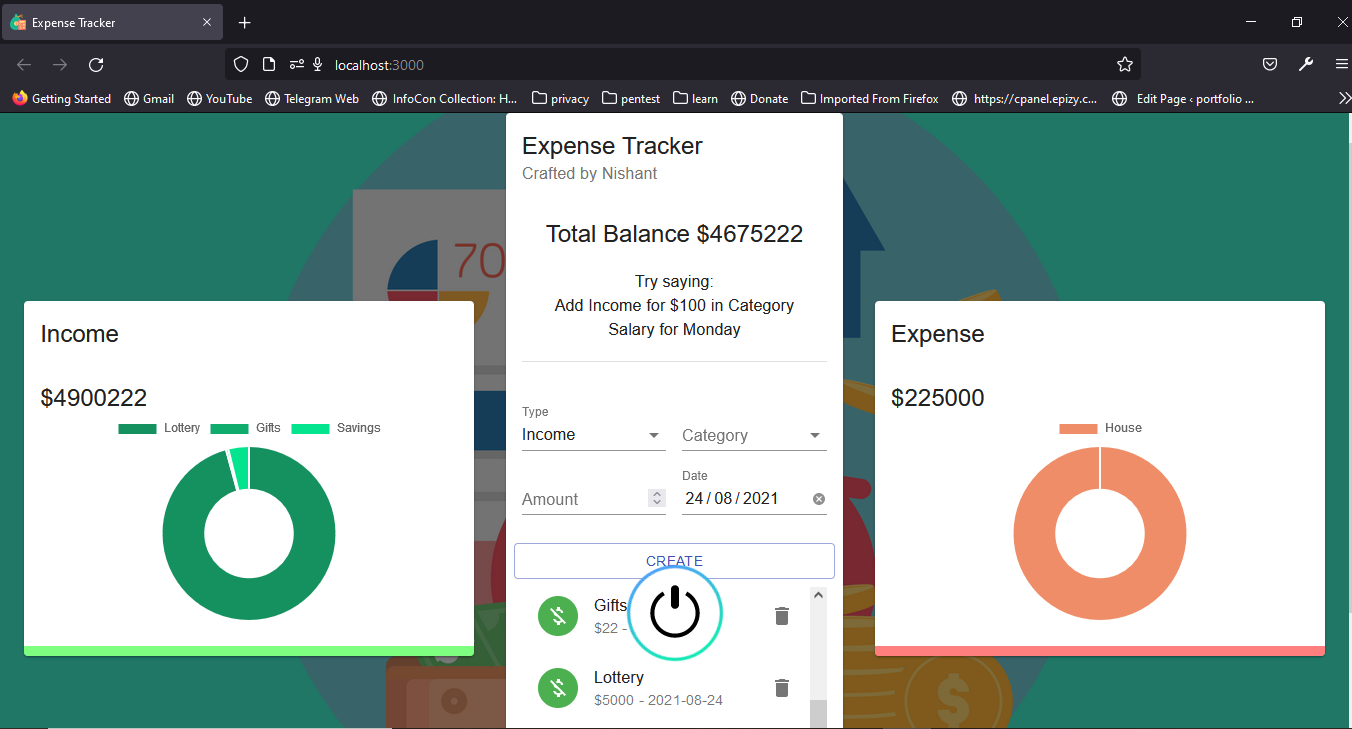 Expense Tracker
localhost:3000
Getting Started Gmail YouTube Telegram Web InfoCon Collection: H... privacy pentest learn Donate Imported From Firefox https://cpanel.epizy.c... Edit Page ‹ portfolio ...
Expense Tracker
Crafted by Nishant
Total Balance $4675222
Try saying:
Add Income for $100 in Category
Salary for Monday
70
Income
$4900222
Lottery Gifts Savings
Type
Income
Category
Amount
Date
24/08/2021
CREATE
Gifts
$22 -
Lottery
$5000 - 2021-08-24
Expense
$225000
House
$